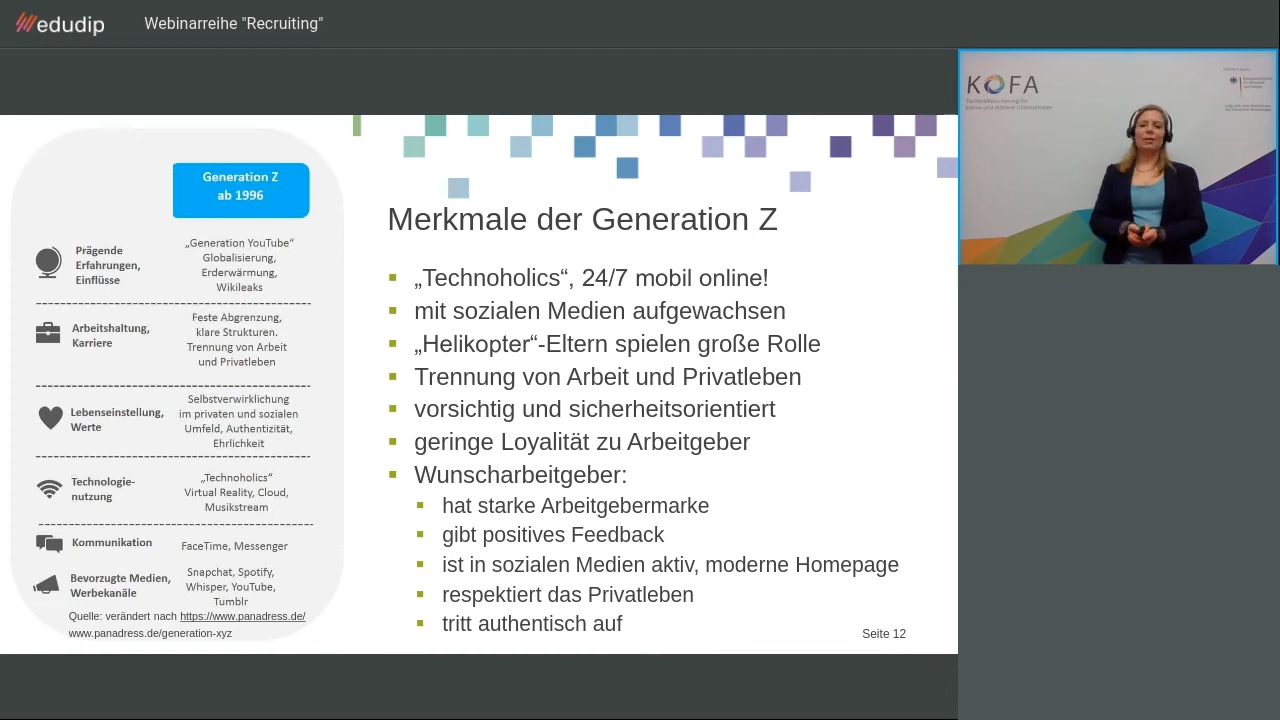 edudip
Webinarreihe "Recruiting"
KOFA
Fachkräftesicherung für
kleine und mittlere Unternehmen
Generation Z
ab 1996
Prägende
Erfahrungen,
Einflüsse
„Generation YouTube“
Globalisierung,
Erderwärmung,
Wikileaks
Arbeitshaltung,
Karriere
Feste Abgrenzung,
klare Strukturen.
Trennung von Arbeit
und Privatleben
Lebenseinstellung,
Werte
Selbstverwirklichung
im privaten und sozialen
Umfeld, Authentizität,
Ehrlichkeit
Technologie-
nutzung
„Technoholics“
Virtual Reality, Cloud,
Musikstream
Kommunikation
FaceTime, Messenger
Bevorzugte Medien,
Werbekanäle
Snapchat, Spotify,
Whisper, YouTube,
Tumblr
Quelle: verändert nach https://www.panadress.de/
www.panadress.de/generation-xyz
Merkmale der Generation Z
„Technoholics“, 24/7 mobil online!
mit sozialen Medien aufgewachsen
„Helikopter“-Eltern spielen große Rolle
Trennung von Arbeit und Privatleben
vorsichtig und sicherheitsorientiert
geringe Loyalität zu Arbeitgeber
Wunscharbeitgeber:
hat starke Arbeitgebermarke
gibt positives Feedback
ist in sozialen Medien aktiv, moderne Homepage
respektiert das Privatleben
tritt authentisch auf
Seite 12